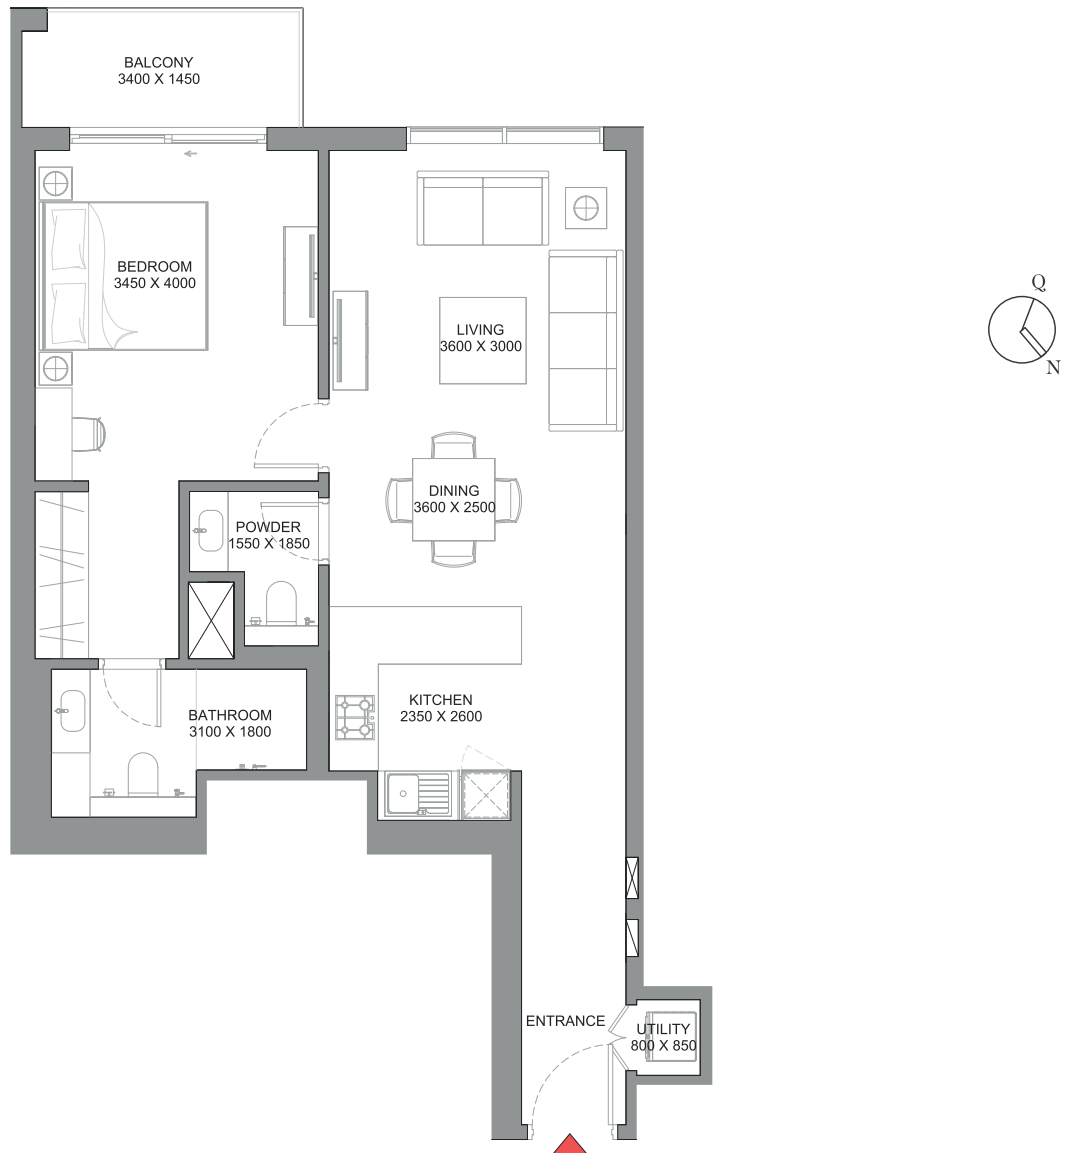 BALCONY
3400 X 1450
BEDROOM
3450 X 4000
LIVING
3600 X 3000
Q
N
DINING
3600 X 2500
POWDER
1550 X 1850
KITCHEN
2350 X 2600
BATHROOM
3100 X 1800
ENTRANCE
UTILITY
800 X 850